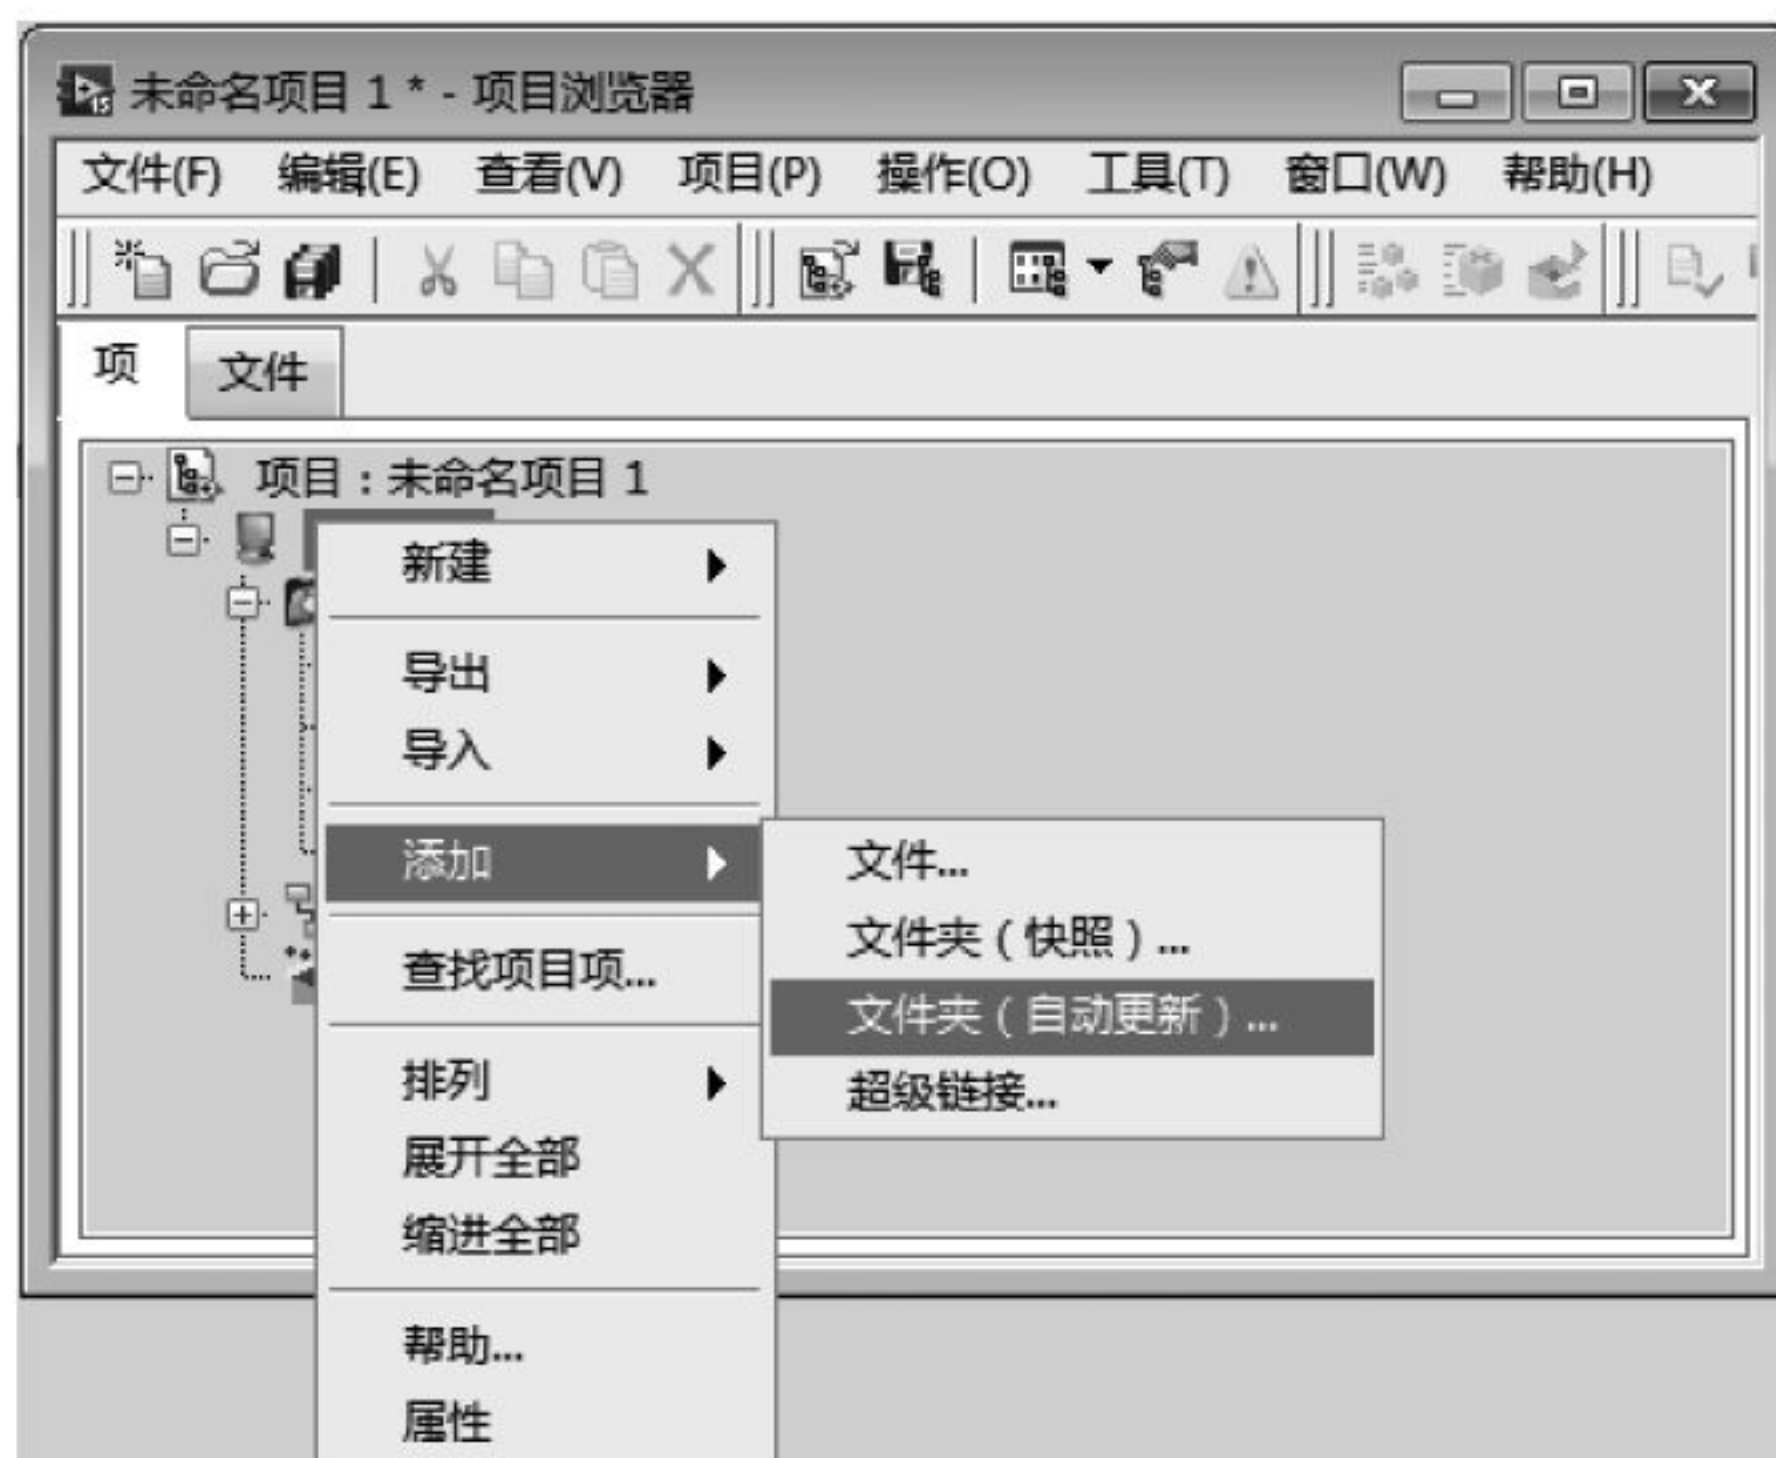 未命名项目 1 * - 项目浏览器
文件(F) 编辑(E) 查看(V) 项目(P) 操作(O) 工具(T) 窗口(W) 帮助(H)
项 文件
项目：未命名项目 1
新建
导出
导入
添加
文件...
文件夹（快照）...
文件夹（自动更新）...
超级链接...
查找项目项...
排列
展开全部
缩进全部
帮助...
属性